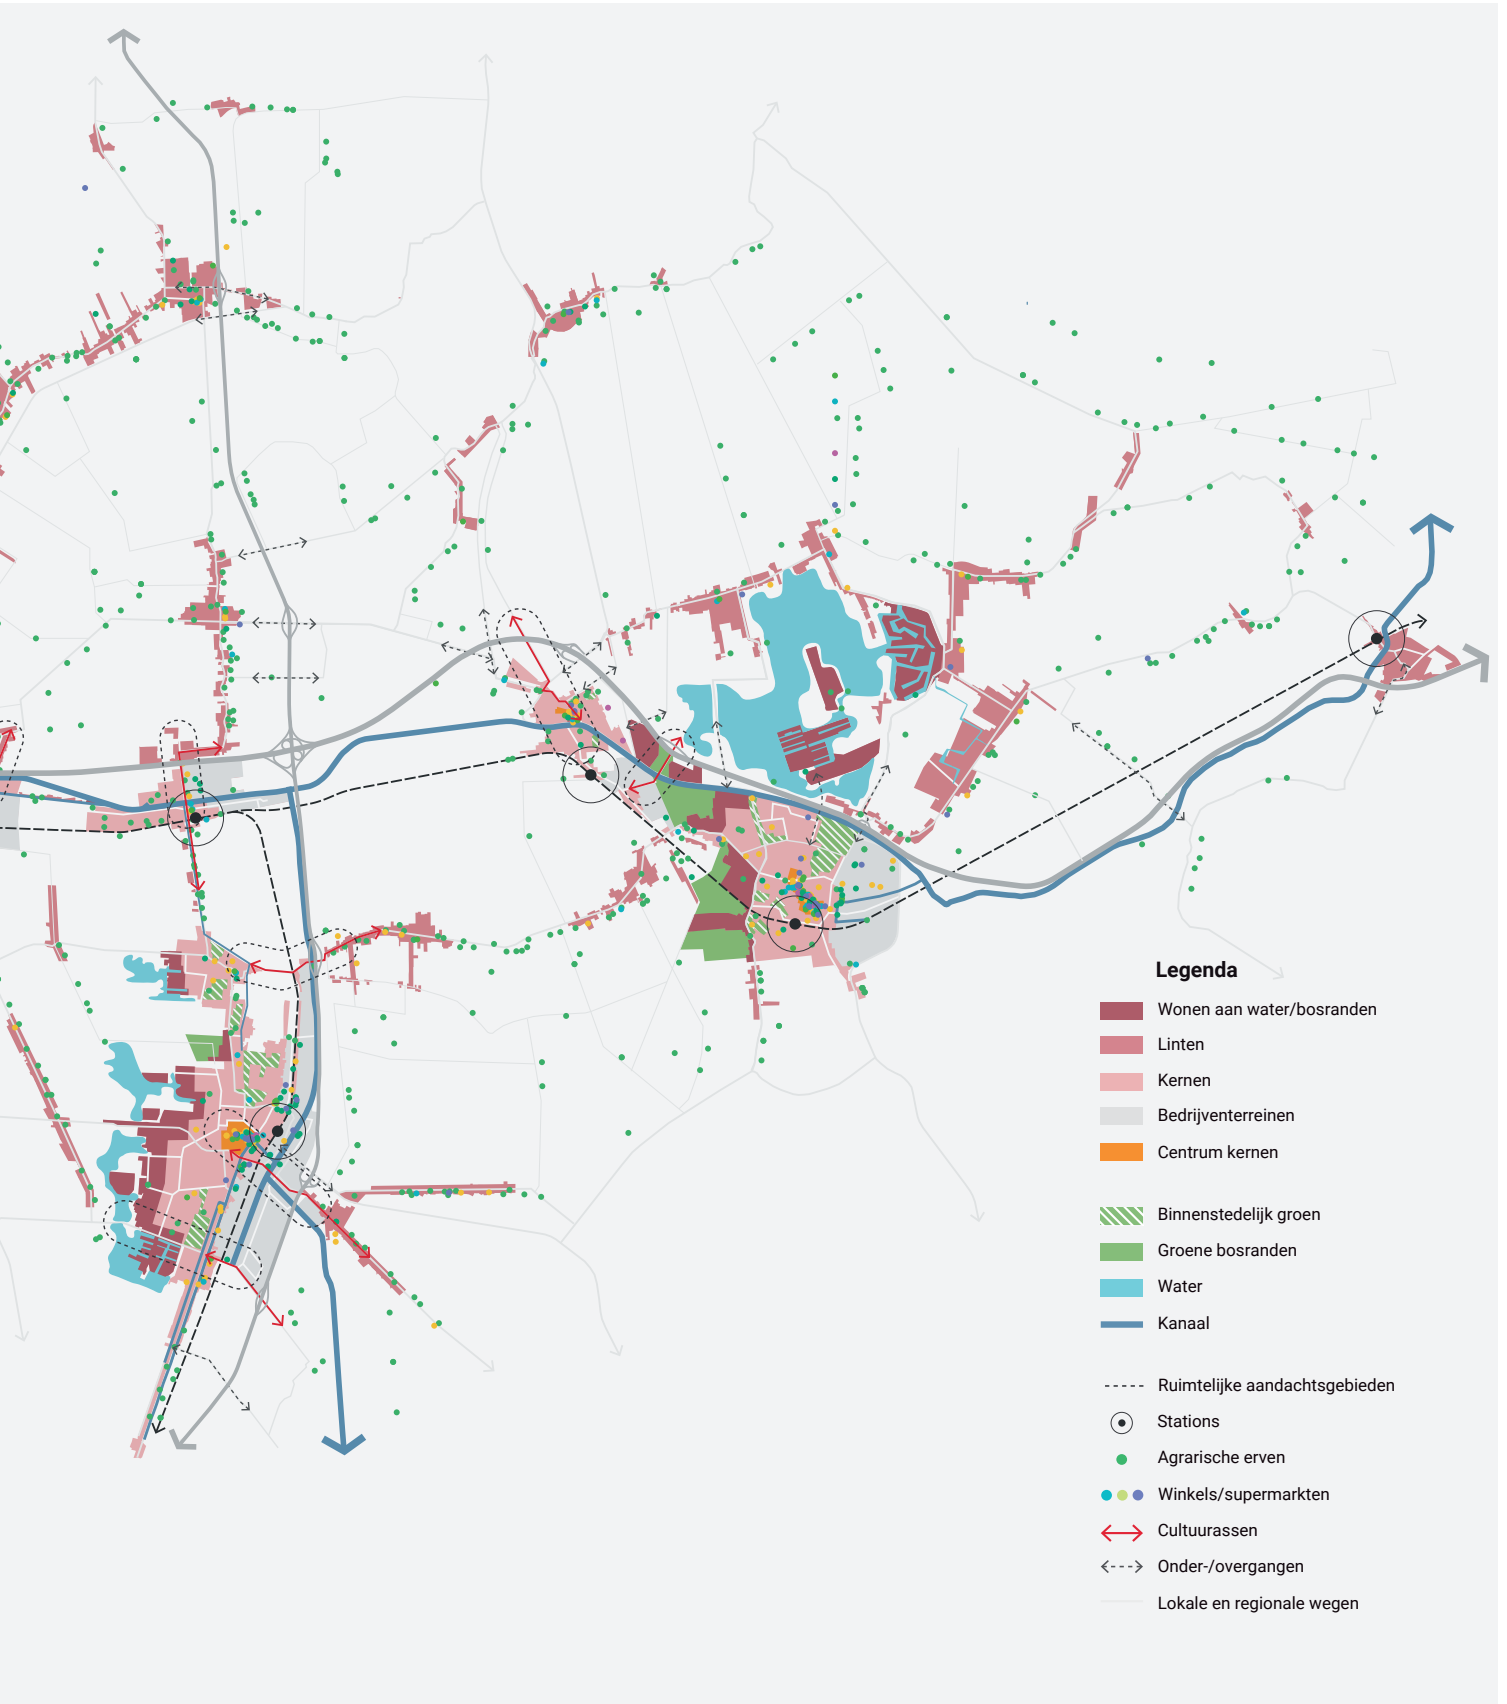 Legenda
Wonen aan water/bosranden
Linten
Kernen
Bedrijventerreinen
Centrum kernen
Binnenstedelijk groen
Groene bosranden
Water
Kanaal
Ruimtelijke aandachtsgebieden
Stations
Agrarische erven
Winkels/supermarkten
Cultuurassen
Onder-/overgangen
Lokale en regionale wegen